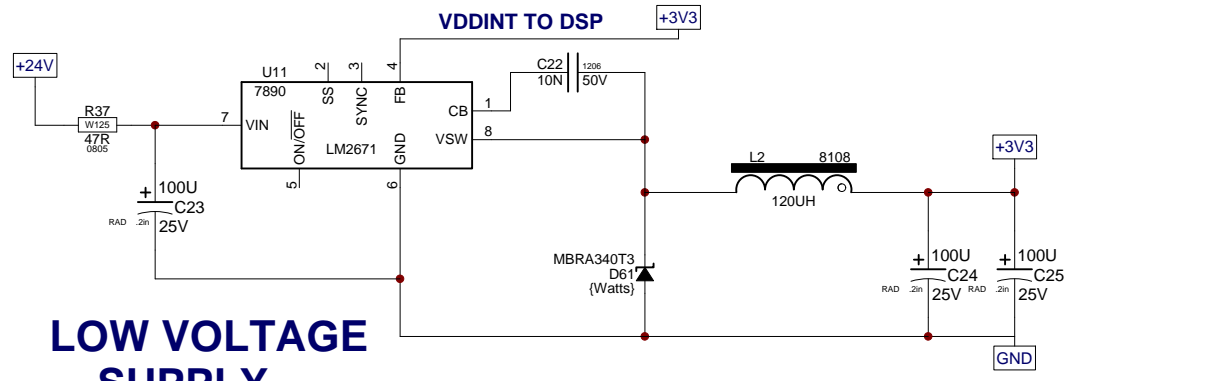 VDDINT TO DSP
+3V3
+24V
U11
7890
SS
2
SYNC
3
FB
4
C22
10N
1206
50V
R37
W125
47R
0805
7
VIN
ON/OFF
5
LM2671
GND
6
CB
1
VSW
8
+3V3
L2
8108
120UH
+
100U
C23
RAD
.2in
25V
MBRA340T3
D61
{Watts}
+
100U
C24
RAD
.2in
25V
+
100U
C25
RAD
.2in
25V
GND
LOW VOLTAGE
SUPPLY